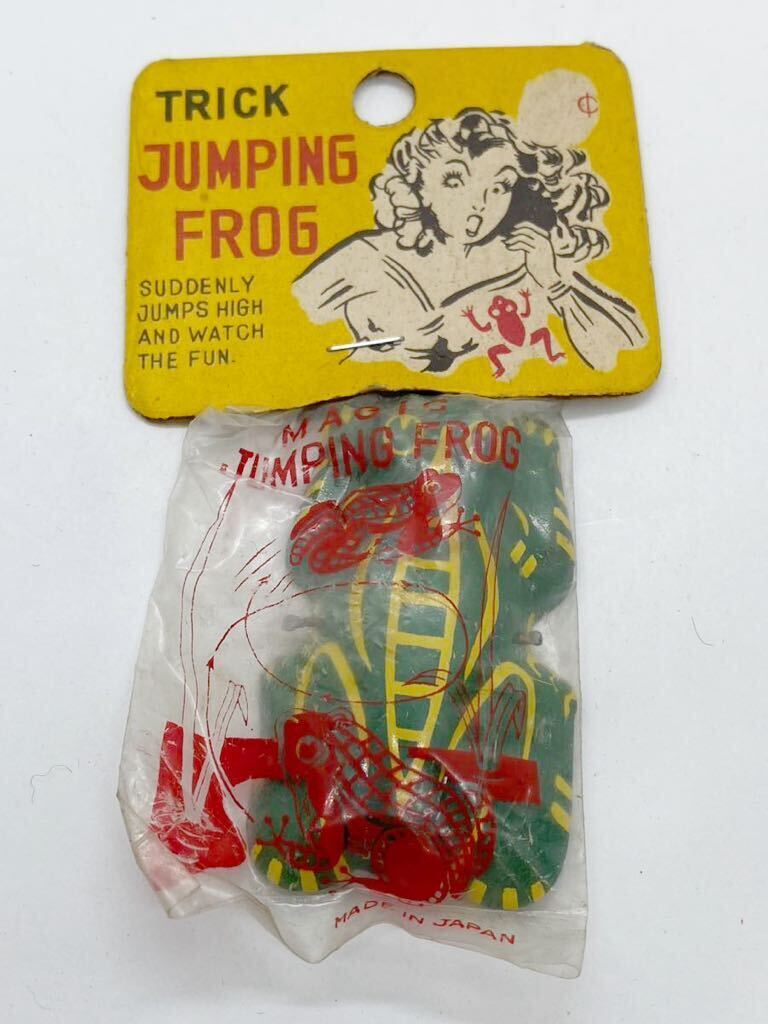 TRICK
JUMPING
FROG
¢
SUDDENLY
JUMPS HIGH
AND WATCH
THE FUN.
MAGIC
JUMPING FROG
MADE IN JAPAN